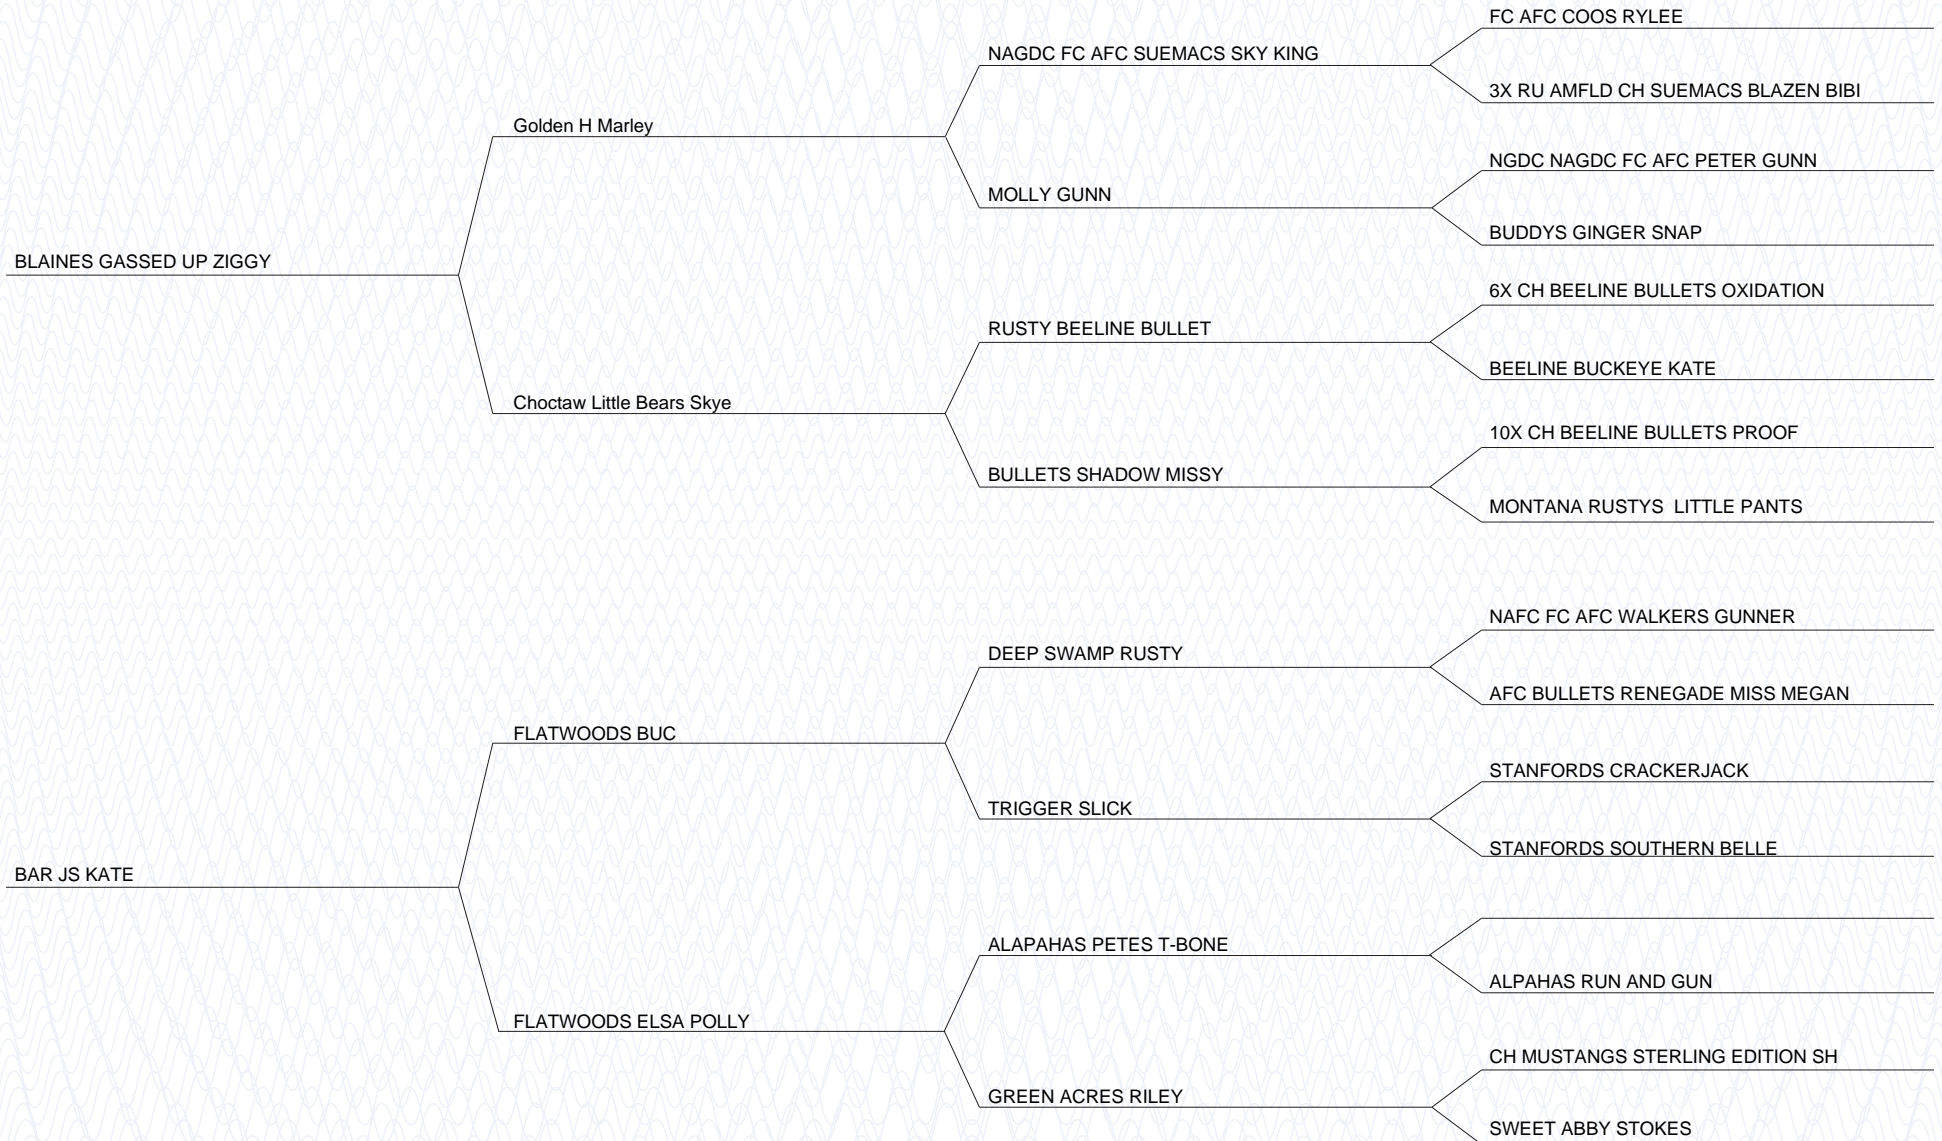 FC AFC COOS RYLEE
NAGDC FC AFC SUEMACS SKY KING
3X RU AMFLD CH SUEMACS BLAZEN BIBI
Golden H Marley
NGDC NAGDC FC AFC PETER GUNN
MOLLY GUNN
BUDDYS GINGER SNAP
BLAINES GASSED UP ZIGGY
6X CH BEELINE BULLETS OXIDATION
RUSTY BEELINE BULLET
BEELINE BUCKEYE KATE
Choctaw Little Bears Skye
10X CH BEELINE BULLETS PROOF
BULLETS SHADOW MISSY
MONTANA RUSTYS  LITTLE PANTS
NAFC FC AFC WALKERS GUNNER
DEEP SWAMP RUSTY
AFC BULLETS RENEGADE MISS MEGAN
FLATWOODS BUC
STANFORDS CRACKERJACK
TRIGGER SLICK
STANFORDS SOUTHERN BELLE
BAR JS KATE
ALAPAHAS PETES T-BONE
ALPAHAS RUN AND GUN
FLATWOODS ELSA POLLY
CH MUSTANGS STERLING EDITION SH
GREEN ACRES RILEY
SWEET ABBY STOKES